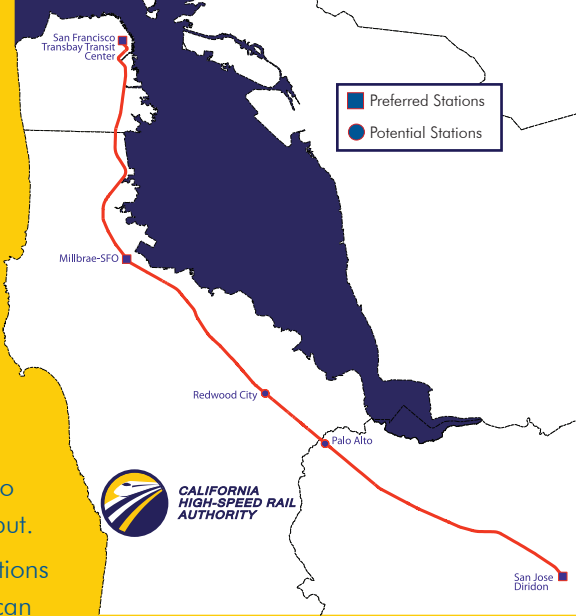 San Francisco
Transbay Transit
Center
Preferred Stations
Potential Stations
Millbrae-SFO
Redwood City
Palo Alto
CALIFORNIA
HIGH-SPEED RAIL
AUTHORITY
San Jose
Diridon